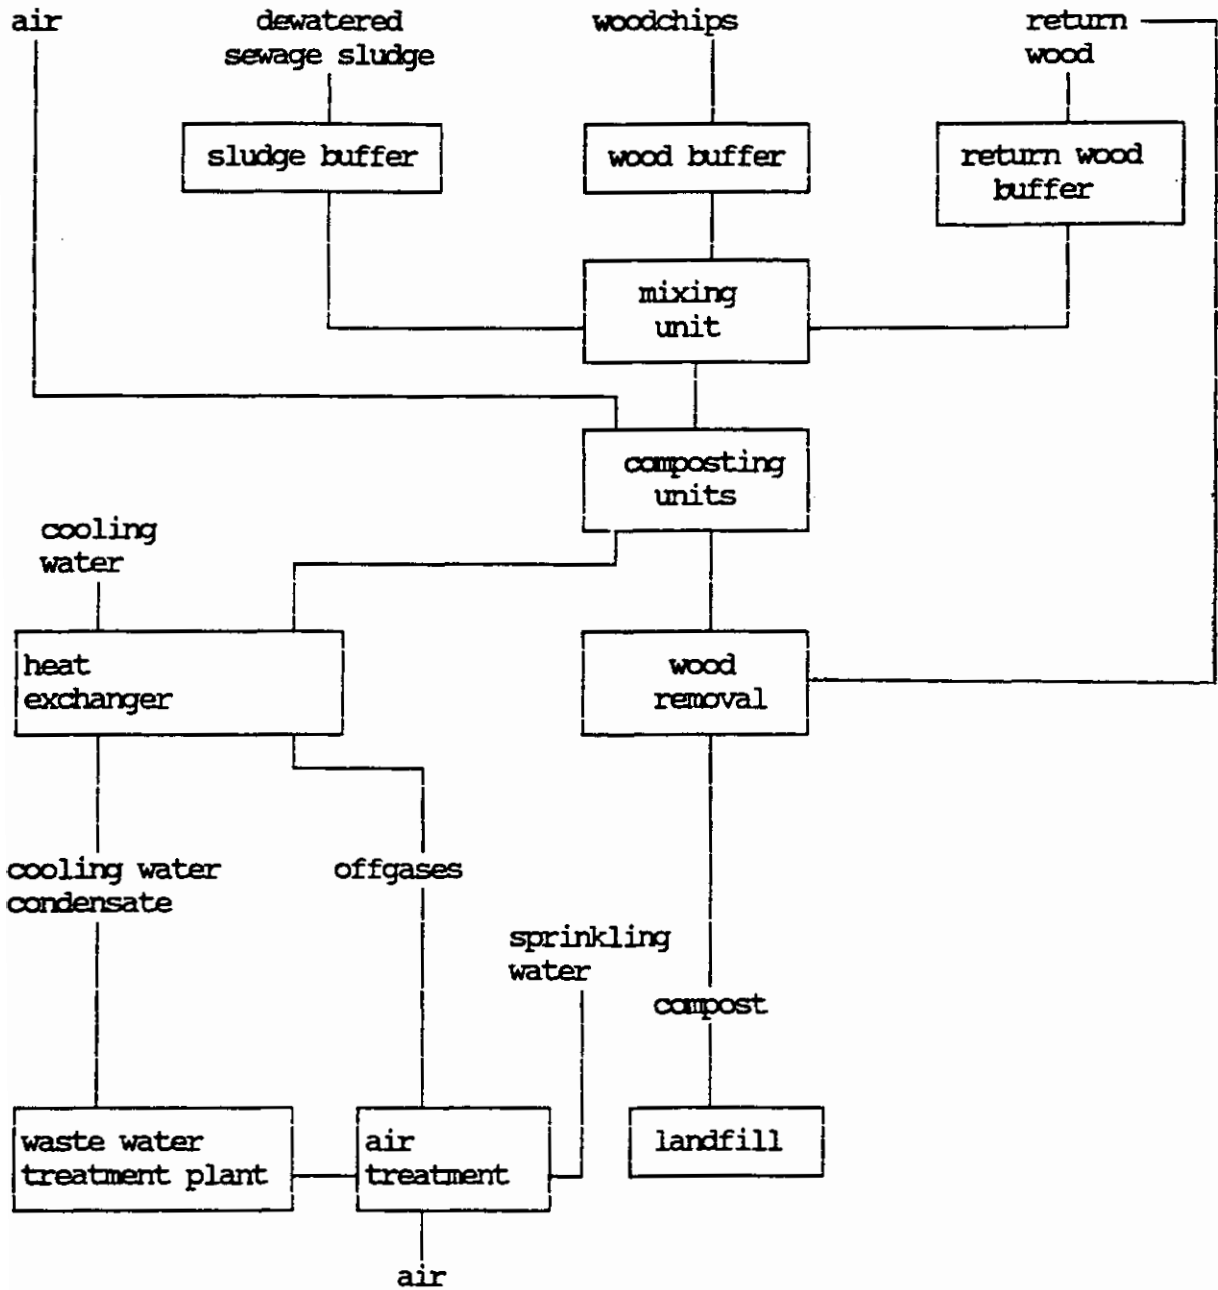 air
dewatered
sewage sludge
woodchips
return
wood
sludge buffer
wood buffer
return wood
buffer
mixing
unit
composting
units
cooling
water
heat
exchanger
wood
removal
cooling water
condensate
offgases
sprinkling
water
compost
waste water
treatment plant
air
treatment
landfill
air